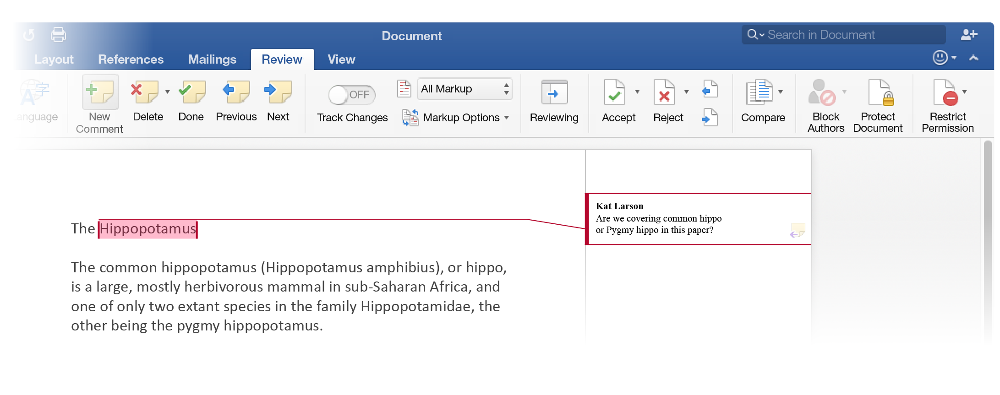 Document
Search in Document
Layout References Mailings Review View
Language
New Comment
Delete
Done
Previous
Next
OFF
Track Changes
All Markup
Markup Options
Reviewing
Accept
Reject
Compare
Block Authors
Protect Document
Restrict Permission
The Hippopotamus
Kat Larson
Are we covering common hippo
or Pygmy hippo in this paper?
The common hippopotamus (Hippopotamus amphibius), or hippo,
is a large, mostly herbivorous mammal in sub-Saharan Africa, and
one of only two extant species in the family Hippopotamidae, the
other being the pygmy hippopotamus.